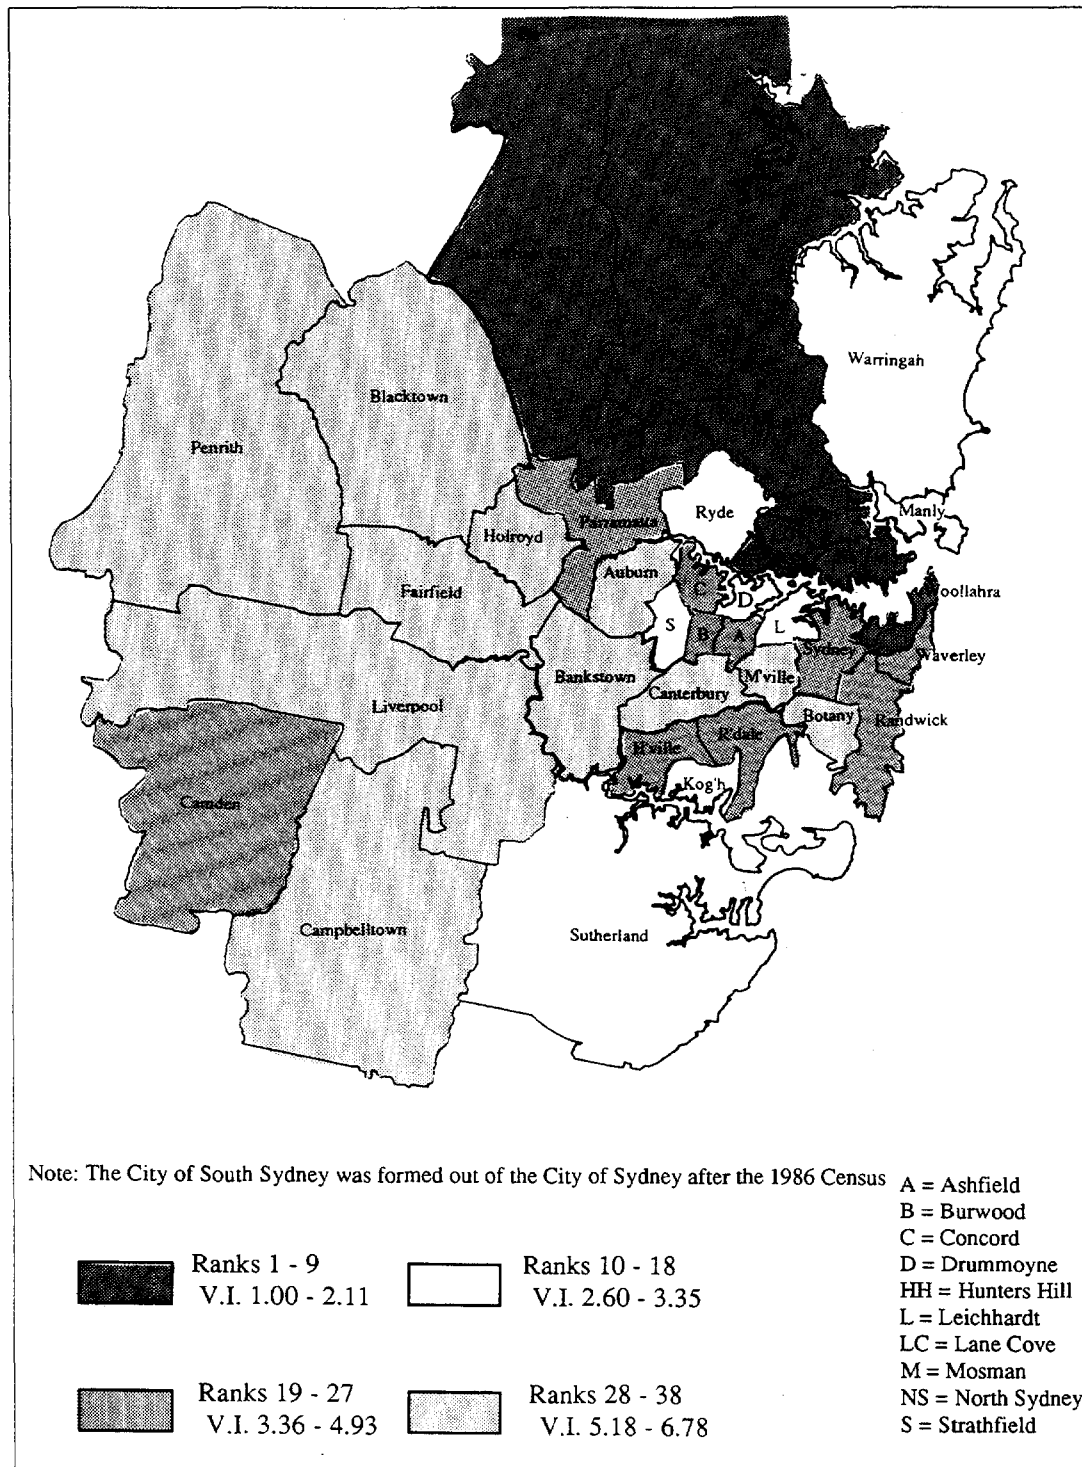 Warringah
Blacktown
Penrith
Manly
Ryde
Parramatta
Holroyd
Auburn
Fairfield
C
D
Woollahra
S
B
A
L
Sydney
Waverley
Bankstown
M'ville
Canterbury
Liverpool
Botany
Randwick
R'dale
H'ville
Kog'h
Camden
Campbelltown
Sutherland
Note: The City of South Sydney was formed out of the City of Sydney after the 1986 Census
A = Ashfield
B = Burwood
C = Concord
D = Drummoyne
HH = Hunters Hill
L = Leichhardt
LC = Lane Cove
M = Mosman
NS = North Sydney
S = Strathfield
Ranks 1 - 9
V.I. 1.00 - 2.11
Ranks 10 - 18
V.I. 2.60 - 3.35
Ranks 19 - 27
V.I. 3.36 - 4.93
Ranks 28 - 38
V.I. 5.18 - 6.78